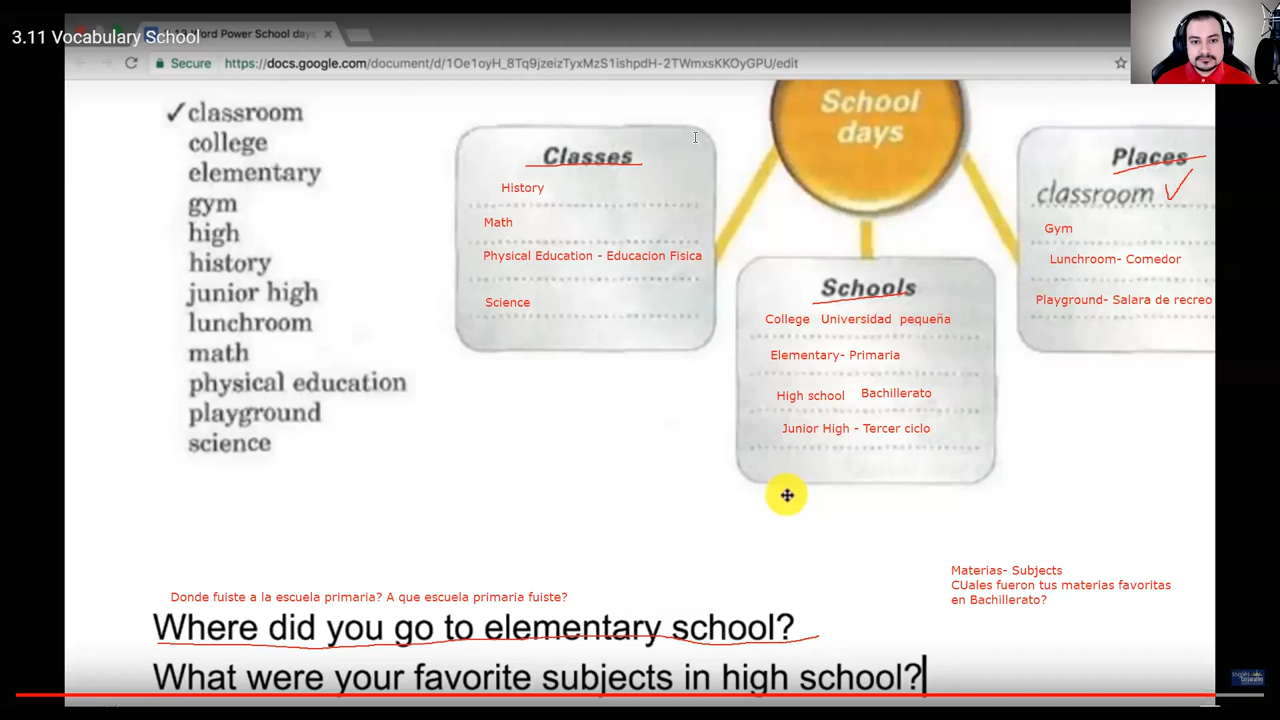 3.11 Vocabulary School
Word Power School days
Secure https://docs.google.com/document/d/1Oe1oyH_8Tq9jzeizTyxMzS1ishpdH-2TWmxsKKOyGPU/edit
✓ classroom
college
elementary
gym
high
history
junior high
lunchroom
math
physical education
playground
science
School
days
Classes
History
Math
Physical Education - Educacion Fisica
Science
Schools
College Universidad pequeña
Elementary- Primaria
High school Bachillerato
Junior High - Tercer ciclo
Places
classroom ✓
Gym
Lunchroom- Comedor
Playground- Salara de recreo
Materias- Subjects
CUales fueron tus materias favoritas
en Bachillerato?
Donde fuiste a la escuela primaria? A que escuela primaria fuiste?
Where did you go to elementary school?
What were your favorite subjects in high school?